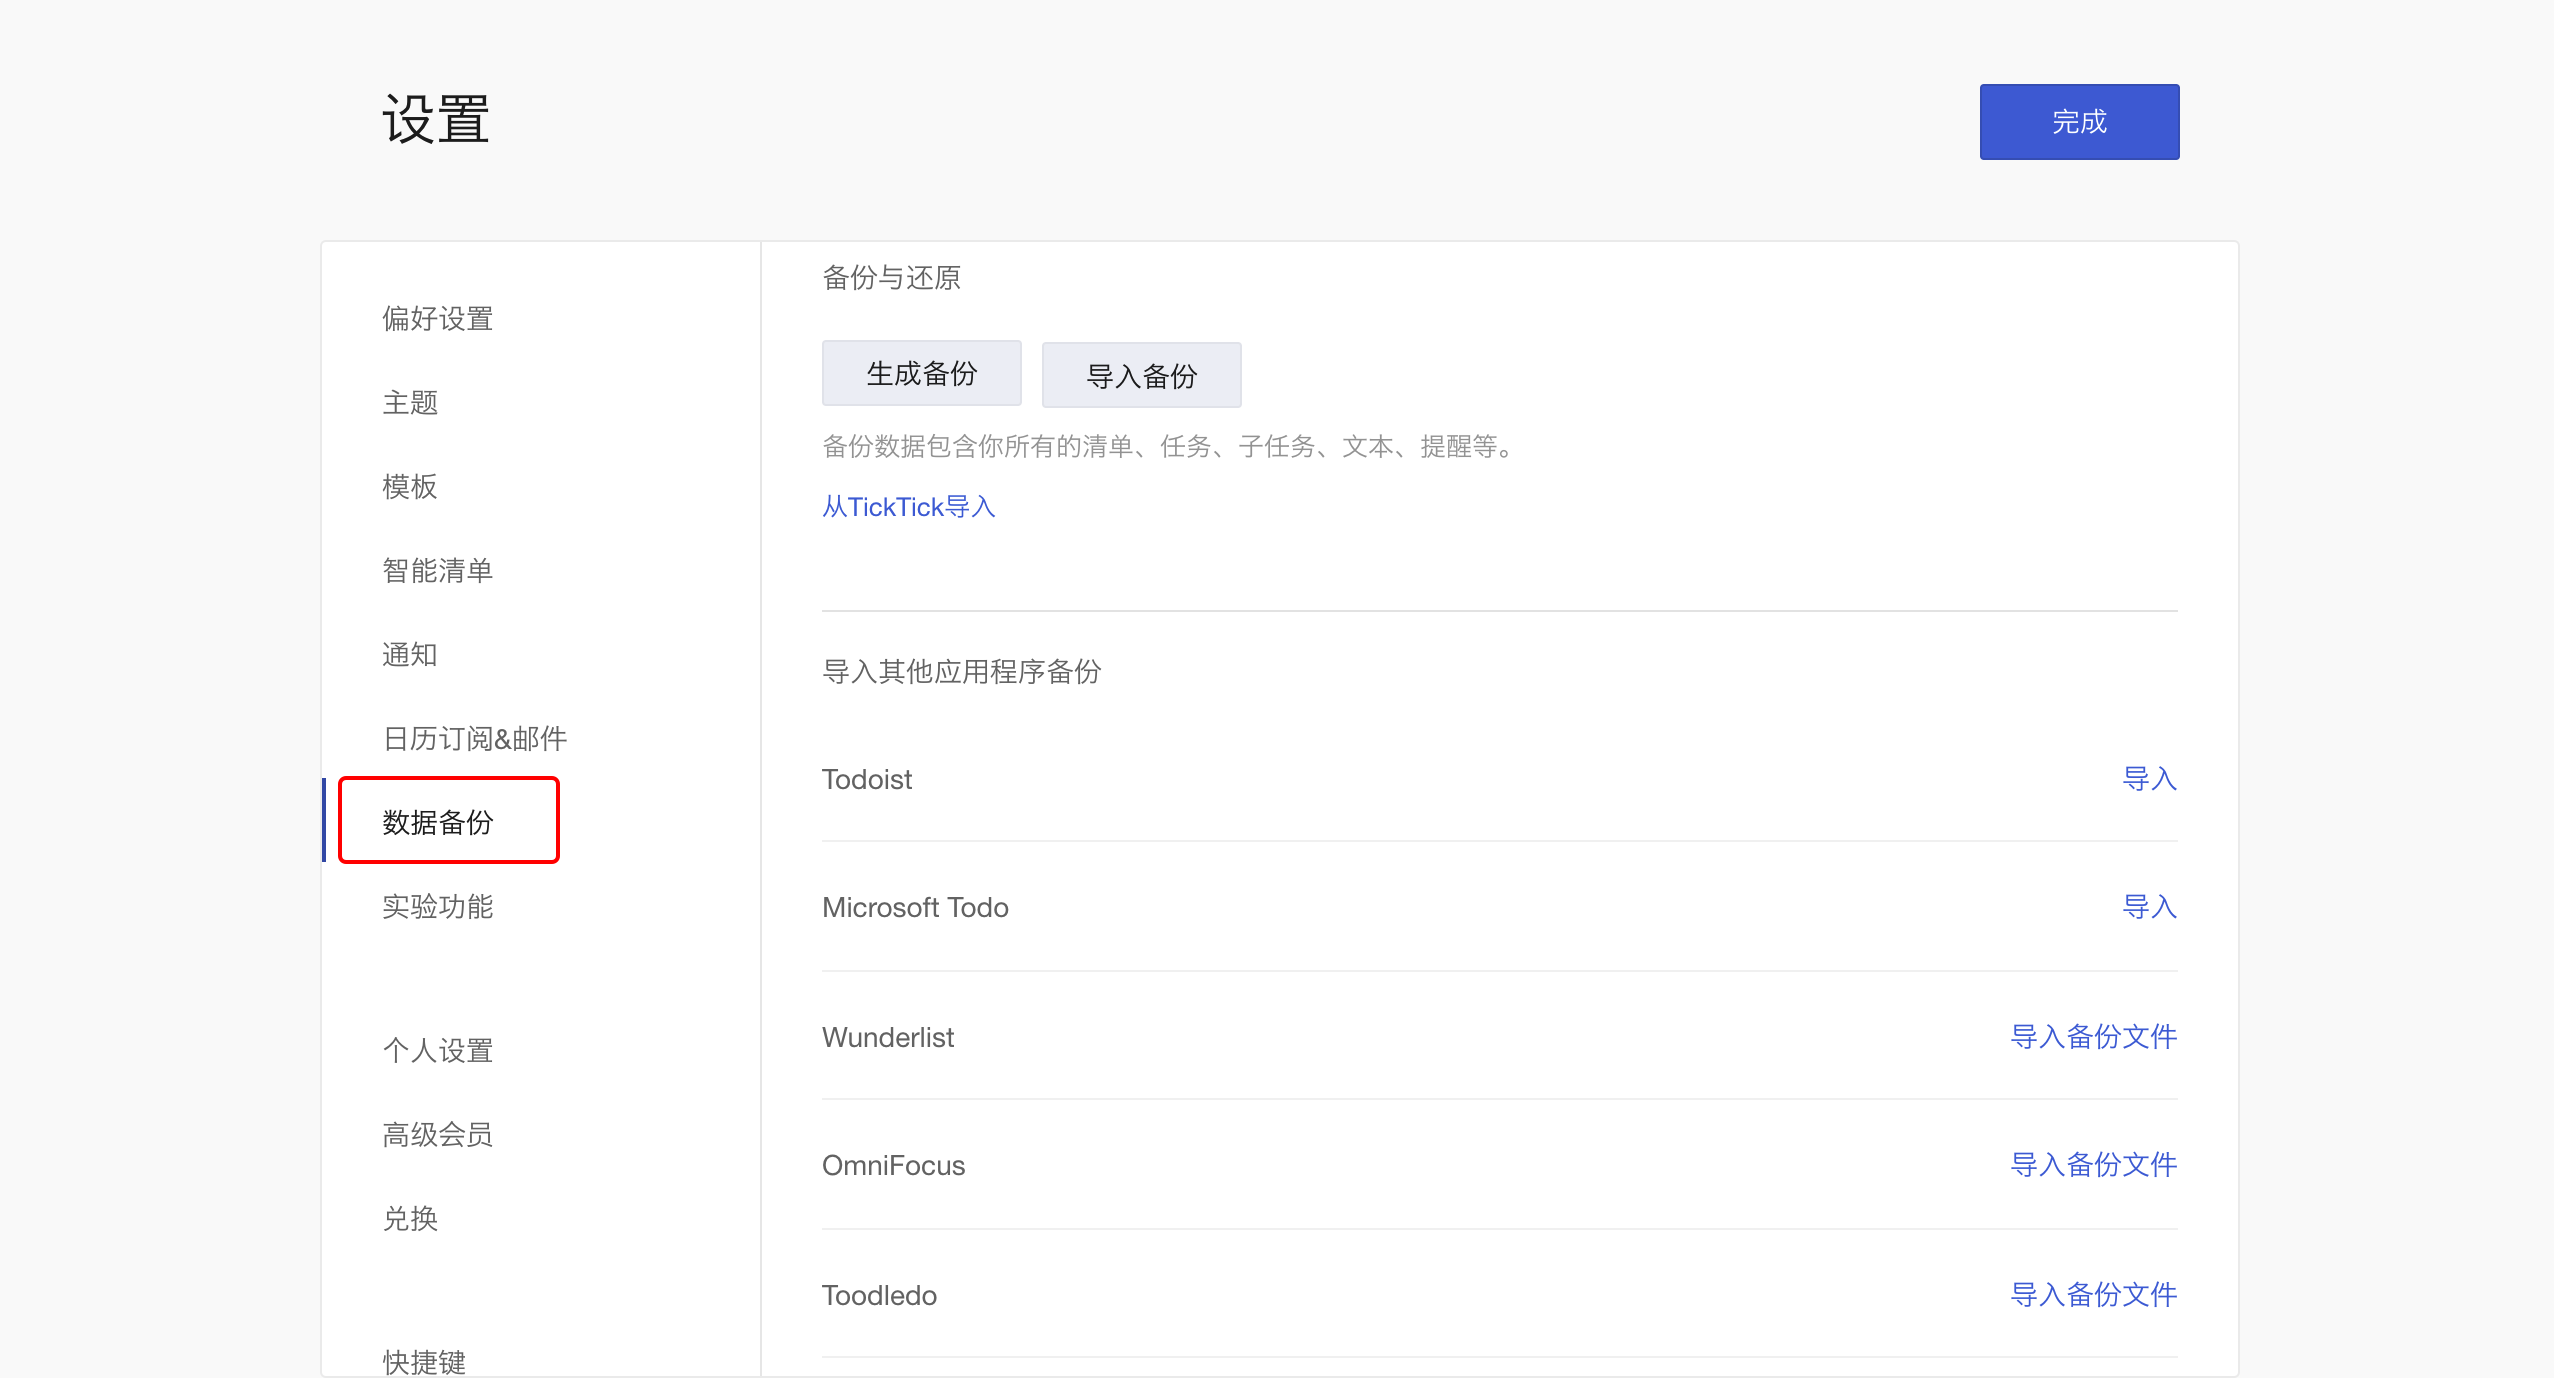 设置
完成
偏好设置
主题
模板
智能清单
通知
日历订阅&邮件
数据备份
实验功能
个人设置
高级会员
兑换
快捷键
备份与还原
生成备份
导入备份
备份数据包含你所有的清单、任务、子任务、文本、提醒等。
从TickTick导入
导入其他应用程序备份
Todoist 导入
Microsoft Todo 导入
Wunderlist 导入备份文件
OmniFocus 导入备份文件
Toodledo 导入备份文件